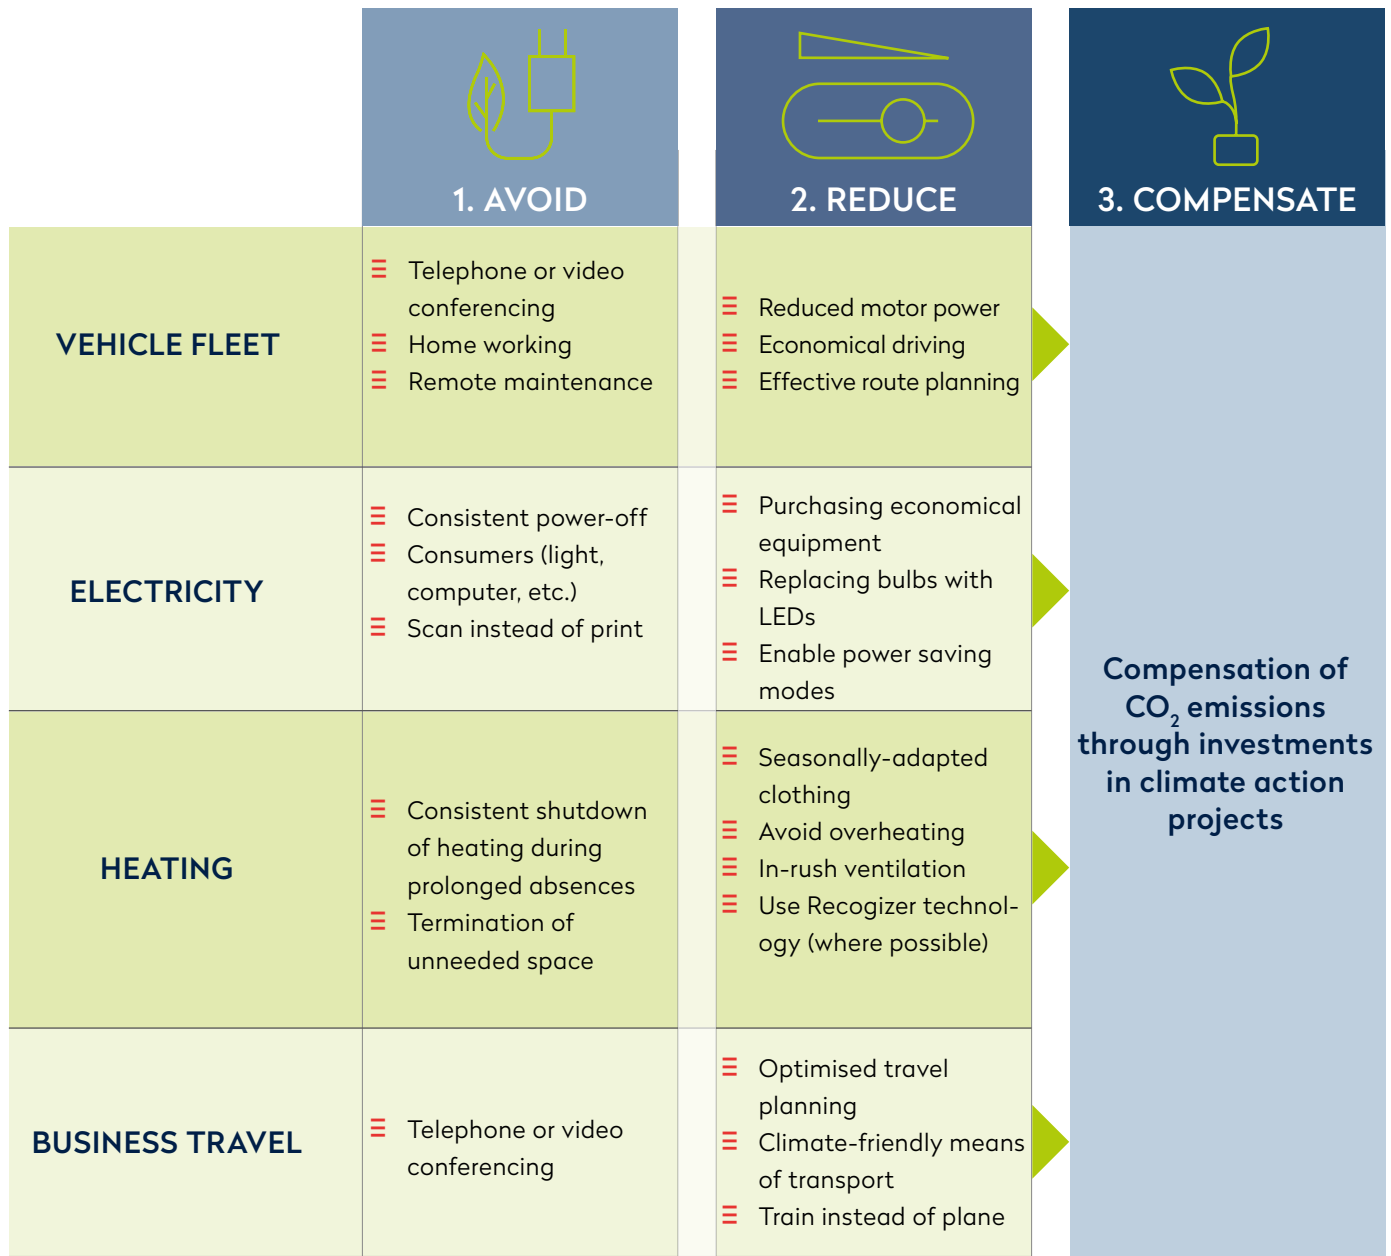 1. AVOID
2. REDUCE
3. COMPENSATE
VEHICLE FLEET
Telephone or video
conferencing
Home working
Remote maintenance
Reduced motor power
Economical driving
Effective route planning
ELECTRICITY
Consistent power-off
Consumers (light,
computer, etc.)
Scan instead of print
Purchasing economical
equipment
Replacing bulbs with
LEDs
Enable power saving
modes
HEATING
Consistent shutdown
of heating during
prolonged absences
Termination of
unneeded space
Seasonally-adapted
clothing
Avoid overheating
In-rush ventilation
Use Recogizer technol-
ogy (where possible)
BUSINESS TRAVEL
Telephone or video
conferencing
Optimised travel
planning
Climate-friendly means
of transport
Train instead of plane
Compensation of
CO₂ emissions
through investments
in climate action
projects